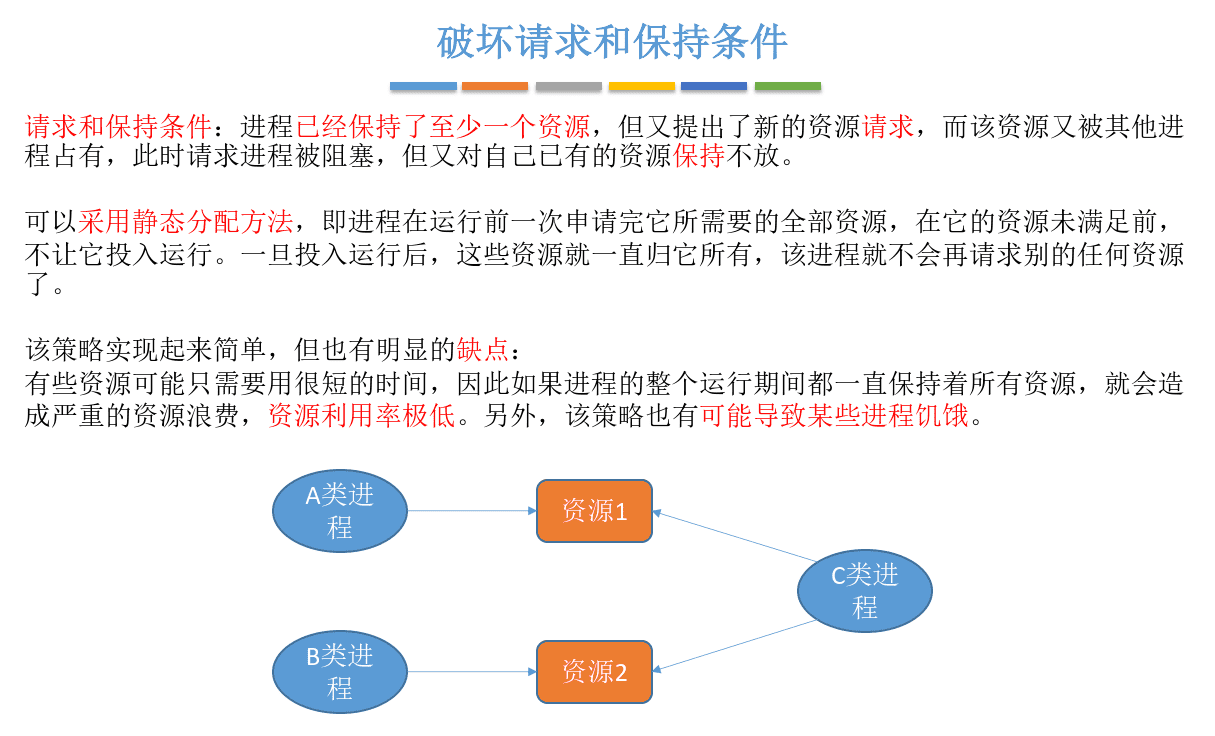 破坏请求和保持条件
请求和保持条件：进程已经保持了至少一个资源，但又提出了新的资源请求，而该资源又被其他进
程占有，此时请求进程被阻塞，但又对自己已有的资源保持不放。
可以采用静态分配方法，即进程在运行前一次申请完它所需要的全部资源，在它的资源未满足前，
不让它投入运行。一旦投入运行后，这些资源就一直归它所有，该进程就不会再请求别的任何资源
了。
该策略实现起来简单，但也有明显的缺点：
有些资源可能只需要用很短的时间，因此如果进程的整个运行期间都一直保持着所有资源，就会造
成严重的资源浪费，资源利用率极低。另外，该策略也有可能导致某些进程饥饿。
A类进
程
资源1
C类进
程
B类进
程
资源2